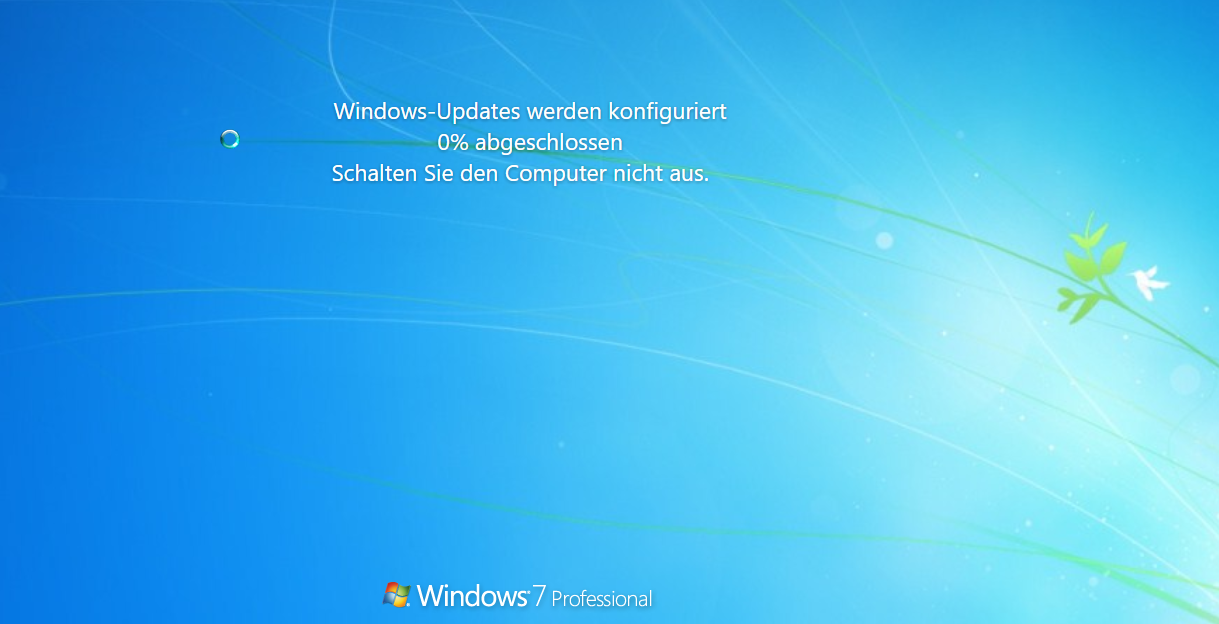 Windows-Updates werden konfiguriert
0% abgeschlossen
Schalten Sie den Computer nicht aus.
Windows 7 Professional